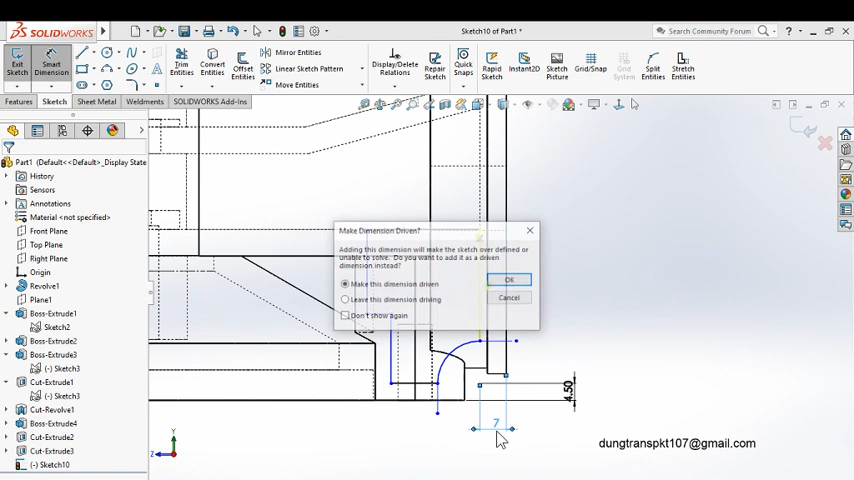 SOLIDWORKS
Sketch10 of Part1 *
Search Community Forum
Exit Sketch
Smart Dimension
Trim Entities
Convert Entities
Offset Entities
Mirror Entities
Linear Sketch Pattern
Move Entities
Display/Delete Relations
Repair Sketch
Quick Snaps
Rapid Sketch
Instant2D
Sketch Picture
Grid/Snap
Grid System
Split Entities
Stretch Entities
Features
Sketch
Sheet Metal
Weldments
SOLIDWORKS Add-Ins
Part1 (Default<<Default>_Display State
History
Sensors
Annotations
Material <not specified>
Front Plane
Top Plane
Right Plane
Origin
Revolve1
Plane1
Boss-Extrude1
Sketch2
Boss-Extrude2
Boss-Extrude3
(-) Sketch3
Cut-Extrude1
Cut-Revolve1
Boss-Extrude4
Cut-Extrude2
Cut-Extrude3
(-) Sketch10
Make Dimension Driven?
Adding this dimension will make the sketch over defined or
unable to solve. Do you want to add it as a driven
dimension instead?
Make this dimension driven
Leave this dimension driving
Don't show again
OK
Cancel
4.50
7
Y
Z
dungtranspkt107@gmail.com